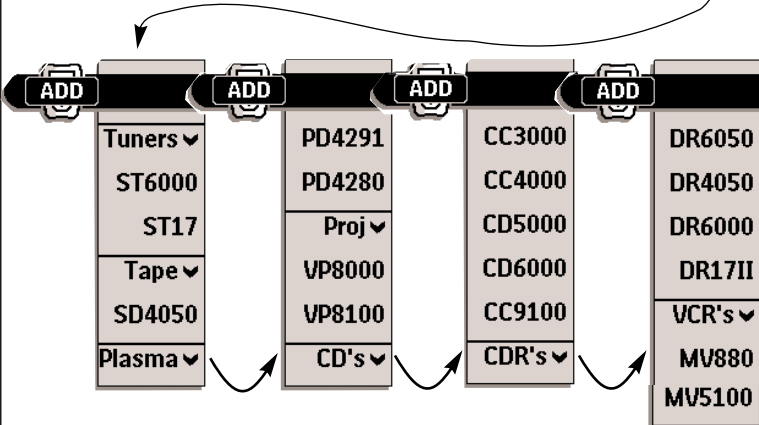 ADD
Tuners
ST6000
ST17
Tape
SD4050
Plasma
ADD
PD4291
PD4280
Proj
VP8000
VP8100
CD's
ADD
CC3000
CC4000
CD5000
CD6000
CC9100
CDR's
ADD
DR6050
DR4050
DR6000
DR17II
VCR's
MV880
MV5100